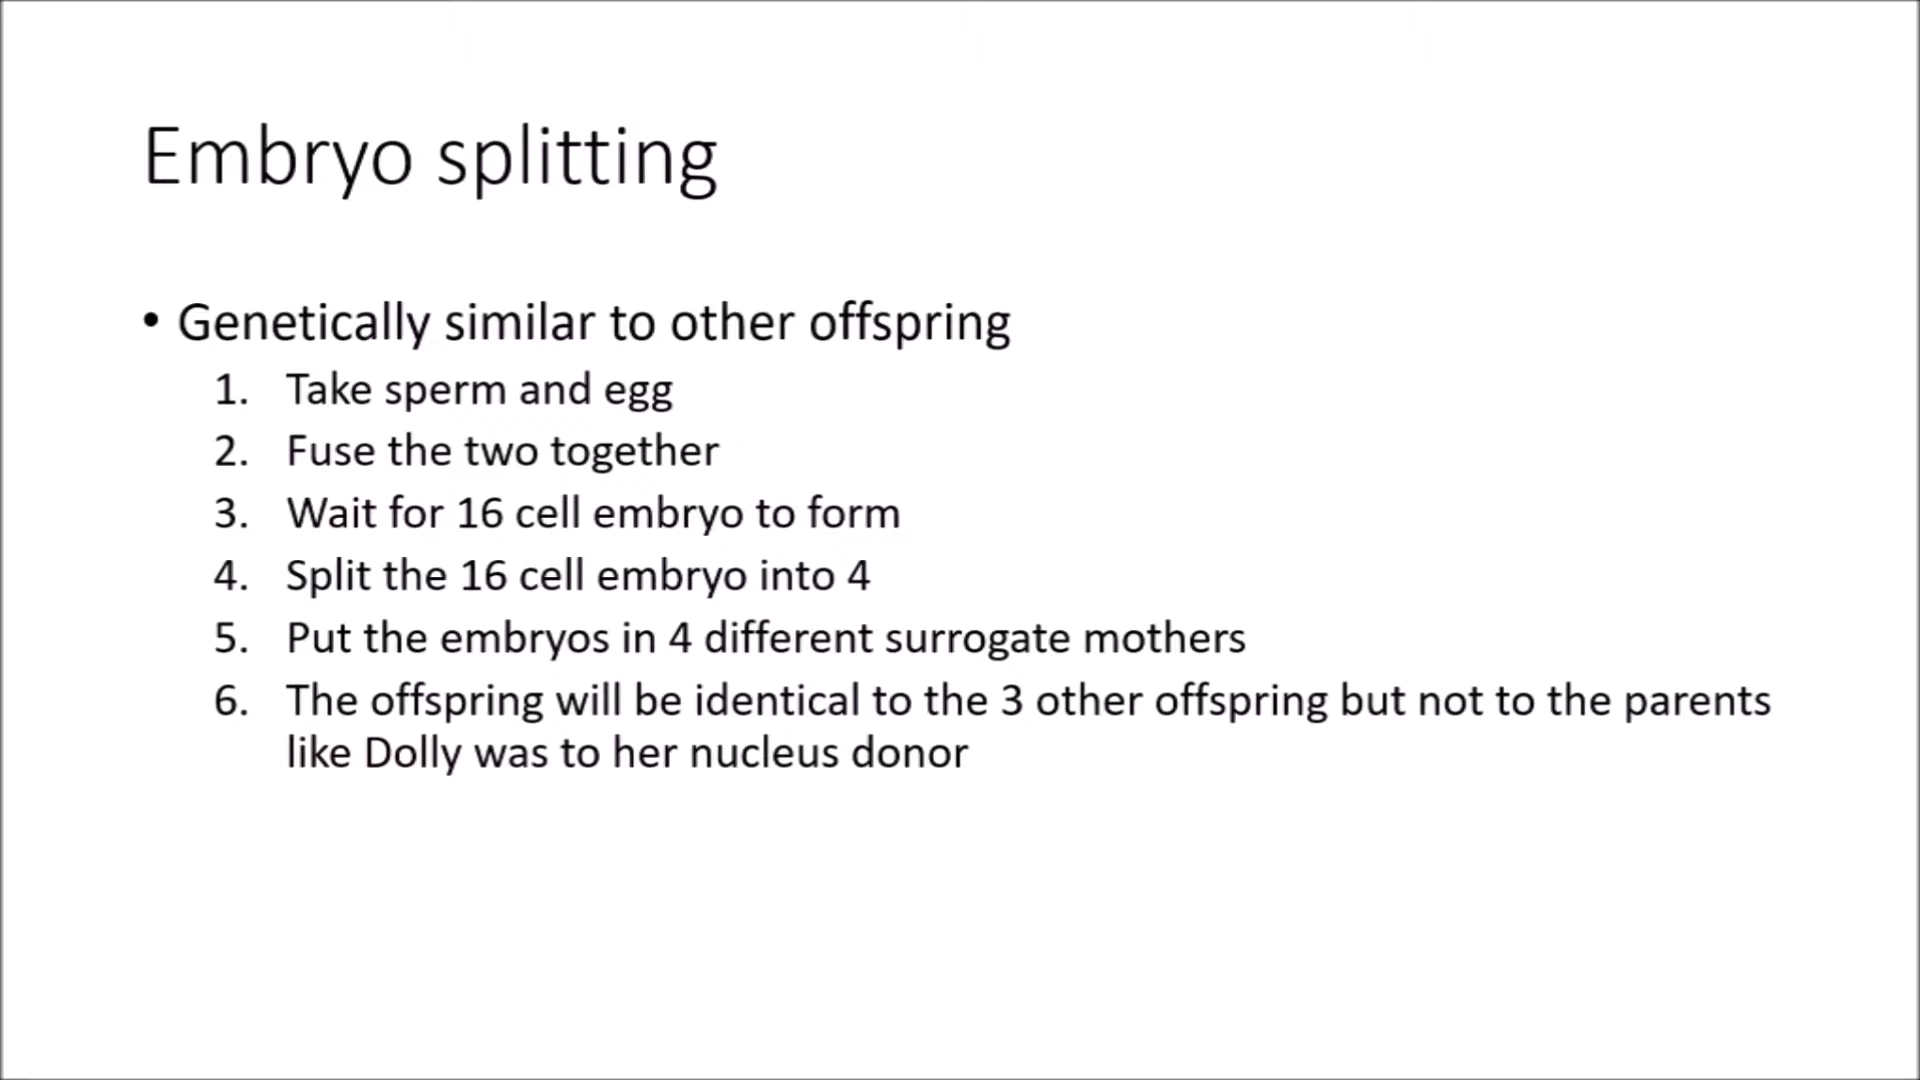 Embryo splitting
• Genetically similar to other offspring
1. Take sperm and egg
2. Fuse the two together
3. Wait for 16 cell embryo to form
4. Split the 16 cell embryo into 4
5. Put the embryos in 4 different surrogate mothers
6. The offspring will be identical to the 3 other offspring but not to the parents
like Dolly was to her nucleus donor